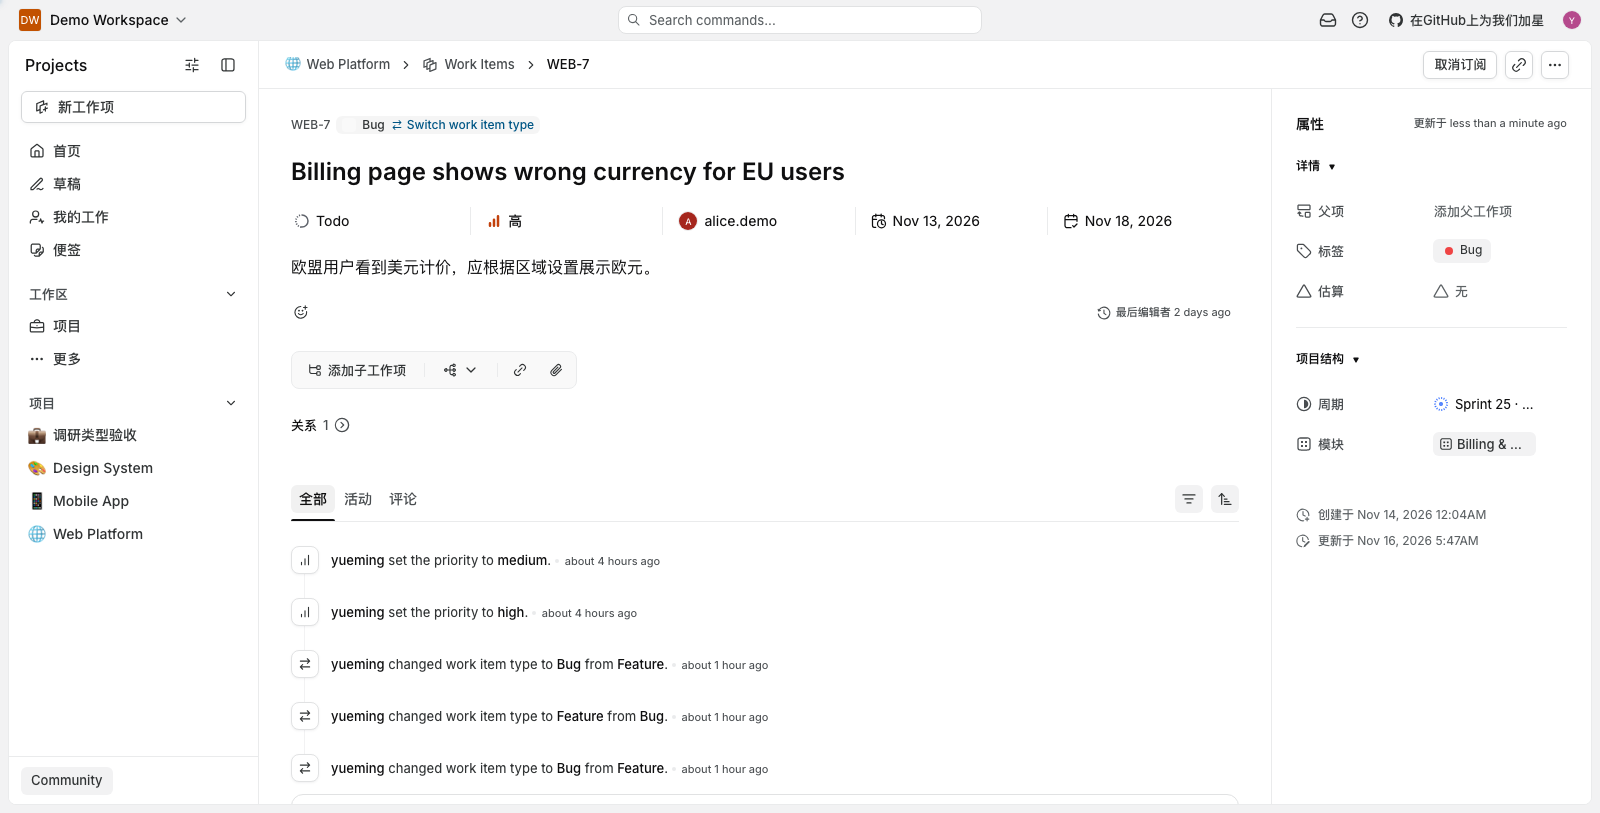 DW Demo Workspace
Search commands...
在GitHub上为我们加星
Y
Projects
新工作项
首页
草稿
我的工作
便签
工作区
项目
更多
项目
调研类型验收
Design System
Mobile App
Web Platform
Community
Web Platform
Work Items
WEB-7
取消订阅
WEB-7 Bug Switch work item type
Billing page shows wrong currency for EU users
Todo
高
A alice.demo
Nov 13, 2026
Nov 18, 2026
欧盟用户看到美元计价，应根据区域设置展示欧元。
最后编辑者 2 days ago
添加子工作项
关系 1
全部 活动 评论
yueming set the priority to medium. about 4 hours ago
yueming set the priority to high. about 4 hours ago
yueming changed work item type to Bug from Feature. about 1 hour ago
yueming changed work item type to Feature from Bug. about 1 hour ago
yueming changed work item type to Bug from Feature. about 1 hour ago
属性 更新于 less than a minute ago
详情
父项 添加父工作项
标签 Bug
估算 无
项目结构
周期 Sprint 25 · ...
模块 Billing & ...
创建于 Nov 14, 2026 12:04AM
更新于 Nov 16, 2026 5:47AM